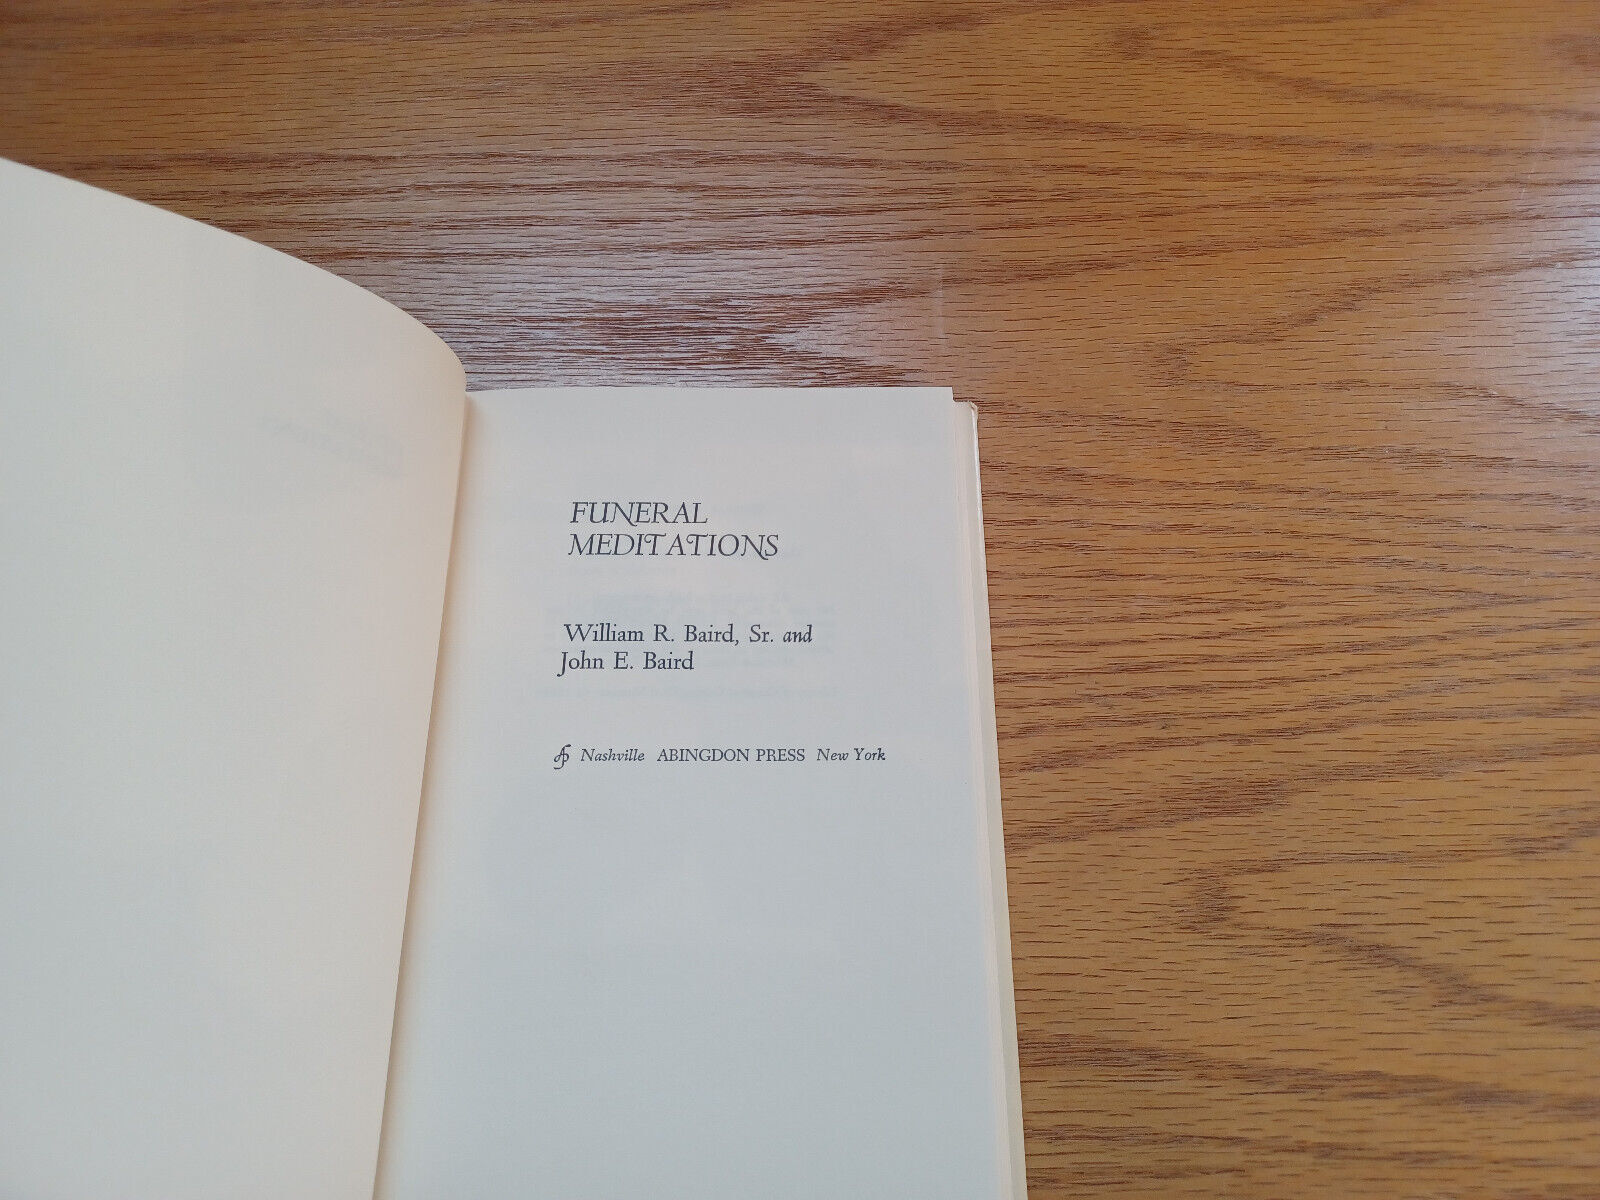 FUNERAL
MEDITATIONS
William R. Baird, Sr. and
John E. Baird
Nashville ABINGDON PRESS New York